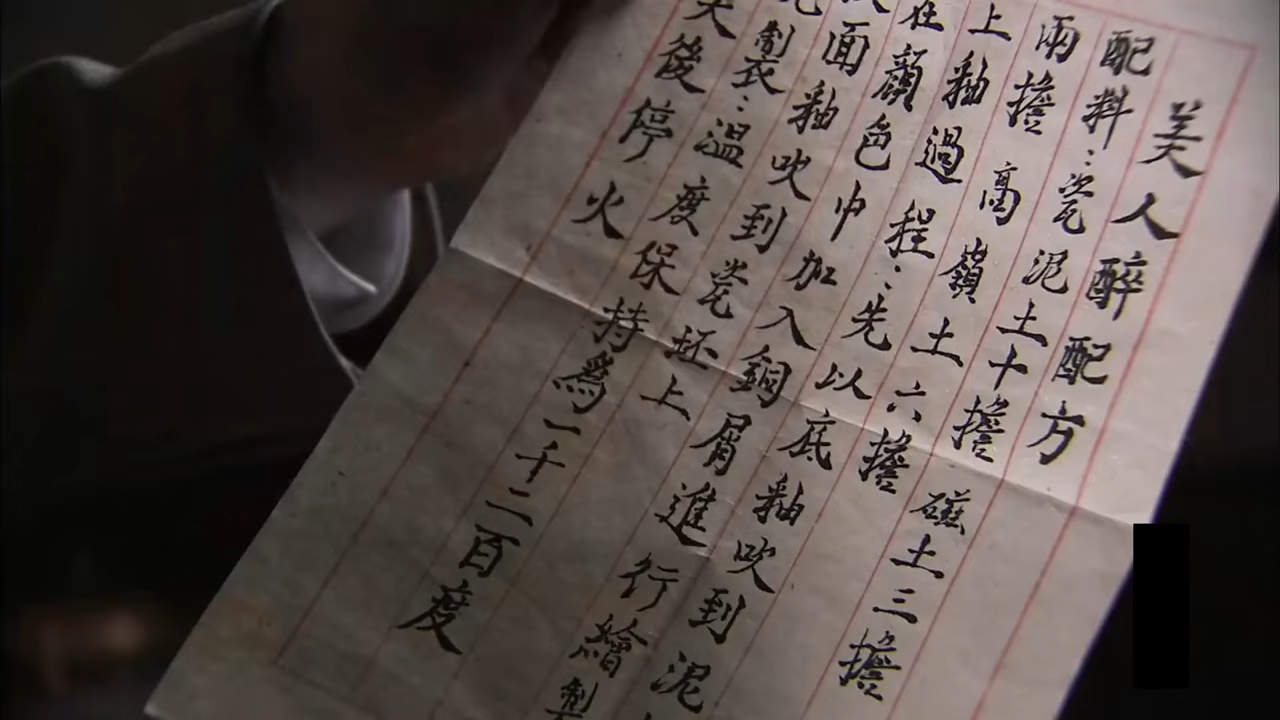 美人醉配方
配料：瓷泥土十擔 磁土三擔
兩擔 高嶺土六擔
上釉過程：先以底釉吹到泥
在顏色巾加入銅屑進行繪製
面釉吹到瓷坯上
製：溫度保持爲一千二百度
後停火